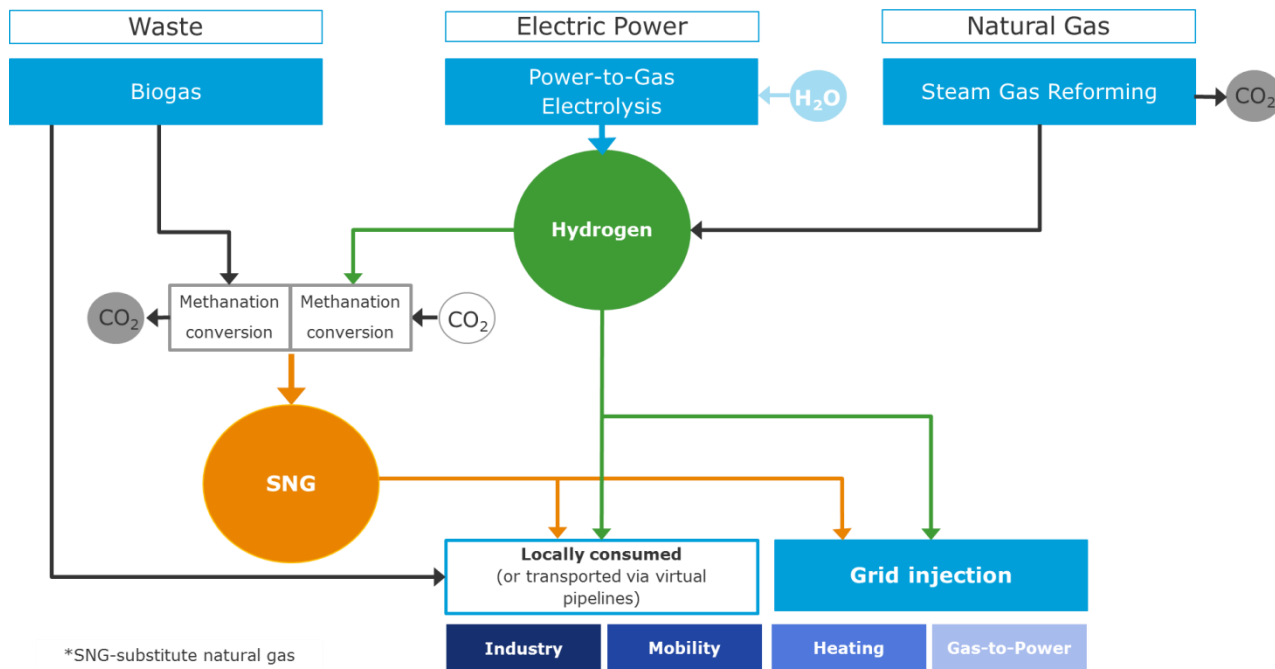 Waste
Electric Power
Natural Gas
Biogas
Power-to-Gas
Electrolysis
H₂O
Steam Gas Reforming
CO₂
Hydrogen
CO₂
Methanation
conversion
Methanation
conversion
CO₂
SNG
Locally consumed
(or transported via virtual
pipelines)
Grid injection
Industry
Mobility
Heating
Gas-to-Power
*SNG-substitute natural gas